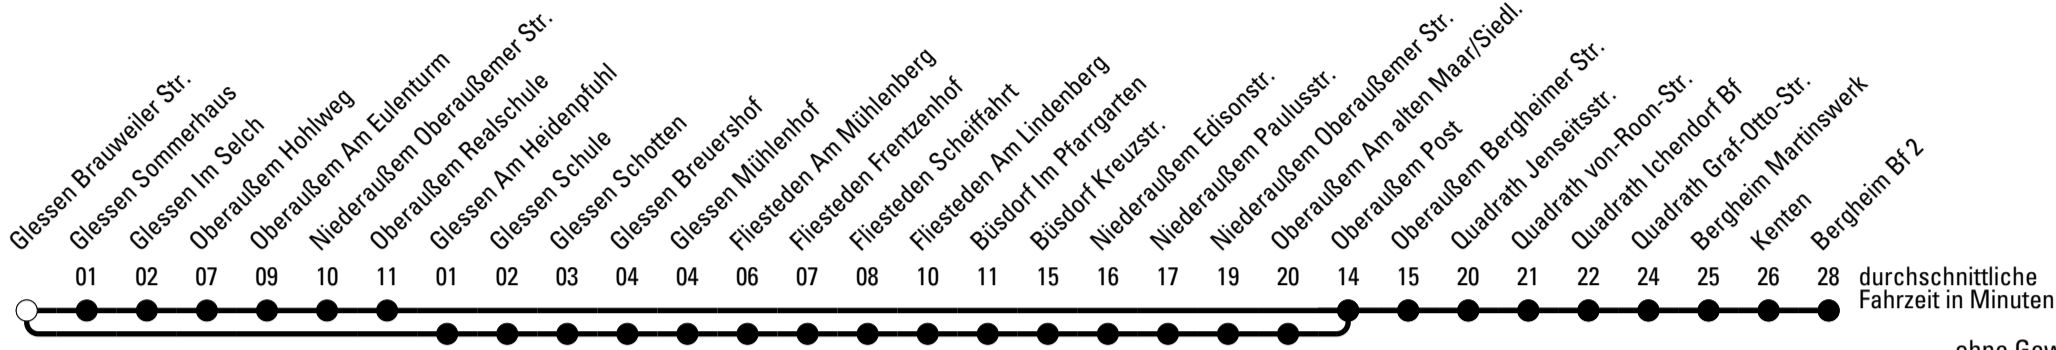 Glessen Brauweiler Str.
Glessen Sommerhaus
Glessen Im Selch
Oberaußem Hohlweg
Oberaußem Am Eulenturm
Niederaußem Oberaußemer Str.
Oberaußem Realschule
Glessen Am Heidenpfuhl
Glessen Schule
Glessen Schotten
Glessen Breuershof
Glessen Mühlenhof
Fliesteden Am Mühlenberg
Fliesteden Frentzenhof
Fliesteden Scheiffahrt
Fliesteden Am Lindenberg
Büsdorf Im Pfarrgarten
Büsdorf Kreuzstr.
Niederaußem Edisonstr.
Niederaußem Paulusstr.
Niederaußem Oberaußemer Str.
Oberaußem Am alten Maar/Siedl.
Oberaußem Post
Oberaußem Bergheimer Str.
Quadrath Jenseitsstr.
Quadrath von-Roon-Str.
Quadrath Ichendorf Bf
Quadrath Graf-Otto-Str.
Bergheim Martinswerk
Kenten
Bergheim Bf 2
01 02 07 09 10 11 01 02 03 04 04 06 07 08 10 11 15 16 17 19 20 14 15 20 21 22 24 25 26 28 durchschnittliche
Fahrzeit in Minuten
ohne